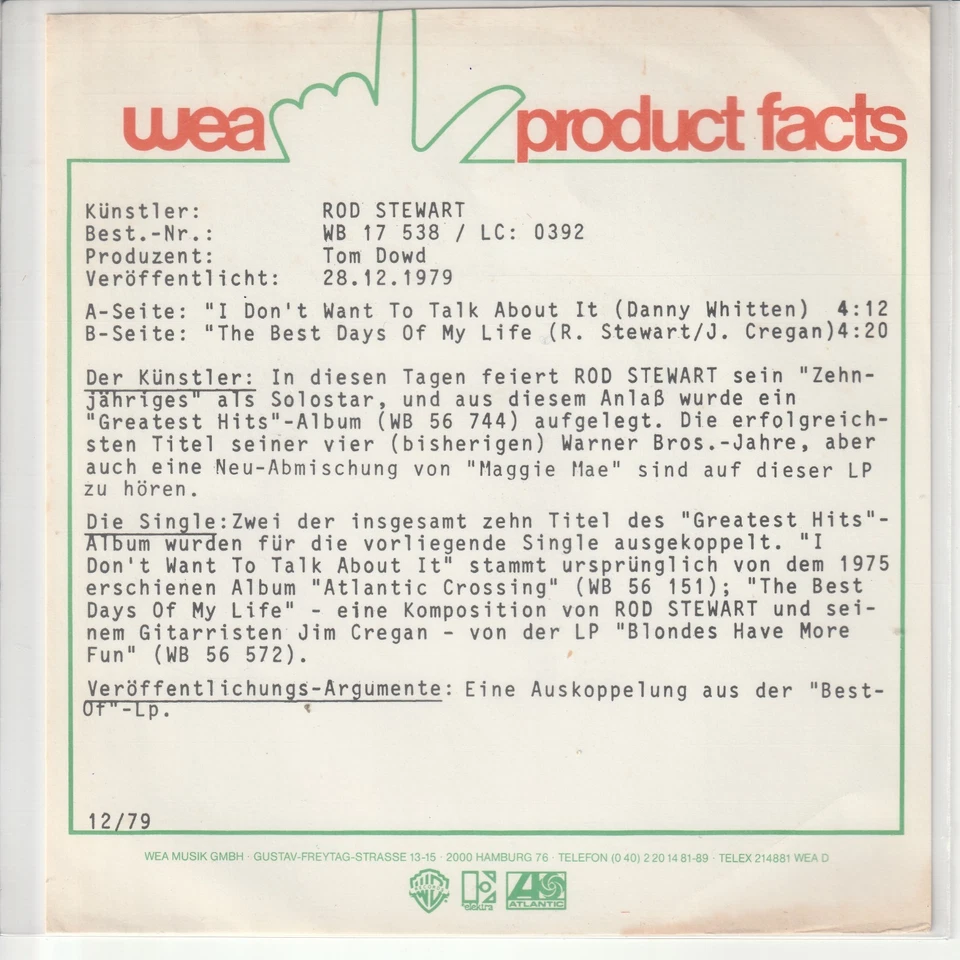 wea product facts
Künstler: ROD STEWART
Best.-Nr.: WB 17 538 / LC: 0392
Produzent: Tom Dowd
Veröffentlicht: 28.12.1979
A-Seite: "I Don't Want To Talk About It (Danny Whitten) 4:12
B-Seite: "The Best Days Of My Life (R. Stewart/J. Cregan)4:20
Der Künstler: In diesen Tagen feiert ROD STEWART sein "Zehn-
jähriges" als Solostar, und aus diesem Anlaß wurde ein
"Greatest Hits"-Album (WB 56 744) aufgelegt. Die erfolgreich-
sten Titel seiner vier (bisherigen) Warner Bros.-Jahre, aber
auch eine Neu-Abmischung von "Maggie Mae" sind auf dieser LP
zu hören.
Die Single:Zwei der insgesamt zehn Titel des "Greatest Hits"-
Album wurden für die vorliegende Single ausgekoppelt. "I
Don't Want To Talk About It" stammt ursprünglich von dem 1975
erschienen Album "Atlantic Crossing" (WB 56 151); "The Best
Days Of My Life" - eine Komposition von ROD STEWART und sei-
nem Gitarristen Jim Cregan - von der LP "Blondes Have More
Fun" (WB 56 572).
Veröffentlichungs-Argumente: Eine Auskoppelung aus der "Best-
Of"-Lp.
12/79
WEA MUSIK GMBH · GUSTAV-FREYTAG-STRASSE 13-15 · 2000 HAMBURG 76 · TELEFON (0 40) 2 20 14 81-89 · TELEX 214881 WEA D
elektra
ATLANTIC